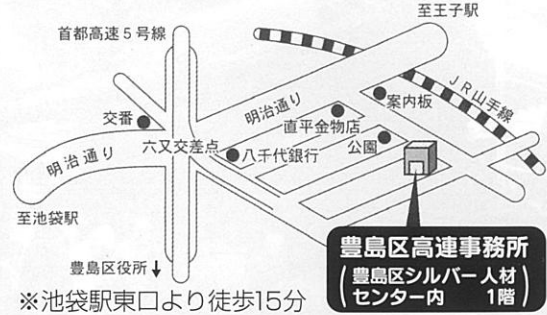 至王子駅
首都高速5号線
JR山手線
明治通り
案内板
直平金物店
交番
六又交差点
公園
八千代銀行
明治通り
至池袋駅
豊島区高連事務所
(豊島区シルバー人材
センター内 1階)
豊島区役所↓
※池袋駅東口より徒歩15分